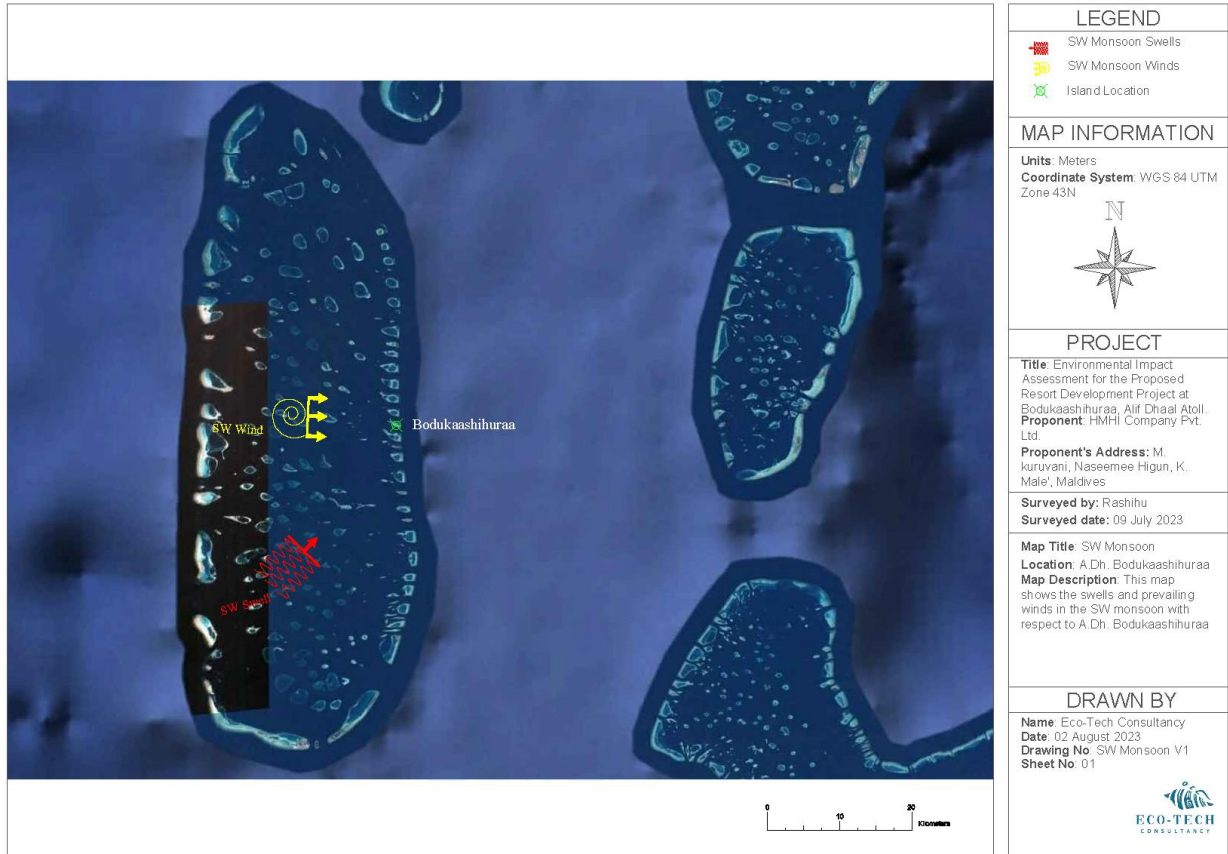 SW Wind
Bodukaashihuraa
SW Swell
0
10
20
Kilometers
LEGEND
SW Monsoon Swells
SW Monsoon Winds
Island Location
MAP INFORMATION
Units: Meters
Coordinate System: WGS 84 UTM
Zone 43N
N
PROJECT
Title: Environmental Impact
Assessment for the Proposed
Resort Development Project at
Bodukaashihuraa, Alif Dhaal Atoll.
Proponent: HMHI Company Pvt.
Ltd.
Proponent's Address: M.
kuruvani, Naseemee Higun, K.
Male', Maldives
Surveyed by: Rashihu
Surveyed date: 09 July 2023
Map Title: SW Monsoon
Location: A.Dh. Bodukaashihuraa
Map Description: This map
shows the swells and prevailing
winds in the SW monsoon with
respect to A.Dh. Bodukaashihuraa
DRAWN BY
Name: Eco-Tech Consultancy
Date: 02 August 2023
Drawing No: SW Monsoon V1
Sheet No: 01
ECO-TECH
CONSULTANCY